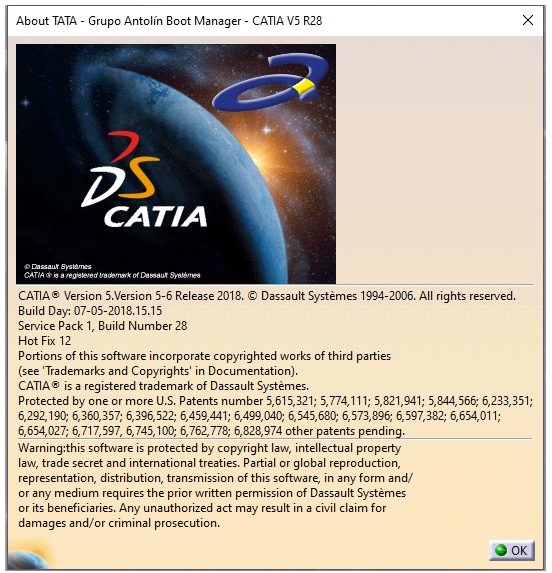 About TATA - Grupo Antolín Boot Manager - CATIA V5 R28
DS
CATIA
© Dassault Systèmes
CATIA ® is a registered trademark of Dassault Systèmes
CATIA® Version 5.Version 5-6 Release 2018. © Dassault Systèmes 1994-2006. All rights reserved.
Build Day: 07-05-2018.15.15
Service Pack 1, Build Number 28
Hot Fix 12
Portions of this software incorporate copyrighted works of third parties
(see 'Trademarks and Copyrights' in Documentation).
CATIA® is a registered trademark of Dassault Systèmes.
Protected by one or more U.S. Patents number 5,615,321; 5,774,111; 5,821,941; 5,844,566; 6,233,351;
6,292,190; 6,360,357; 6,396,522; 6,459,441; 6,499,040; 6,545,680; 6,573,896; 6,597,382; 6,654,011;
6,654,027; 6,717,597, 6,745,100; 6,762,778; 6,828,974 other patents pending.
Warning:this software is protected by copyright law, intellectual property
law, trade secret and international treaties. Partial or global reproduction,
representation, distribution, transmission of this software, in any form and/
or any medium requires the prior written permission of Dassault Systèmes
or its beneficiaries. Any unauthorized act may result in a civil claim for
damages and/or criminal prosecution.
OK